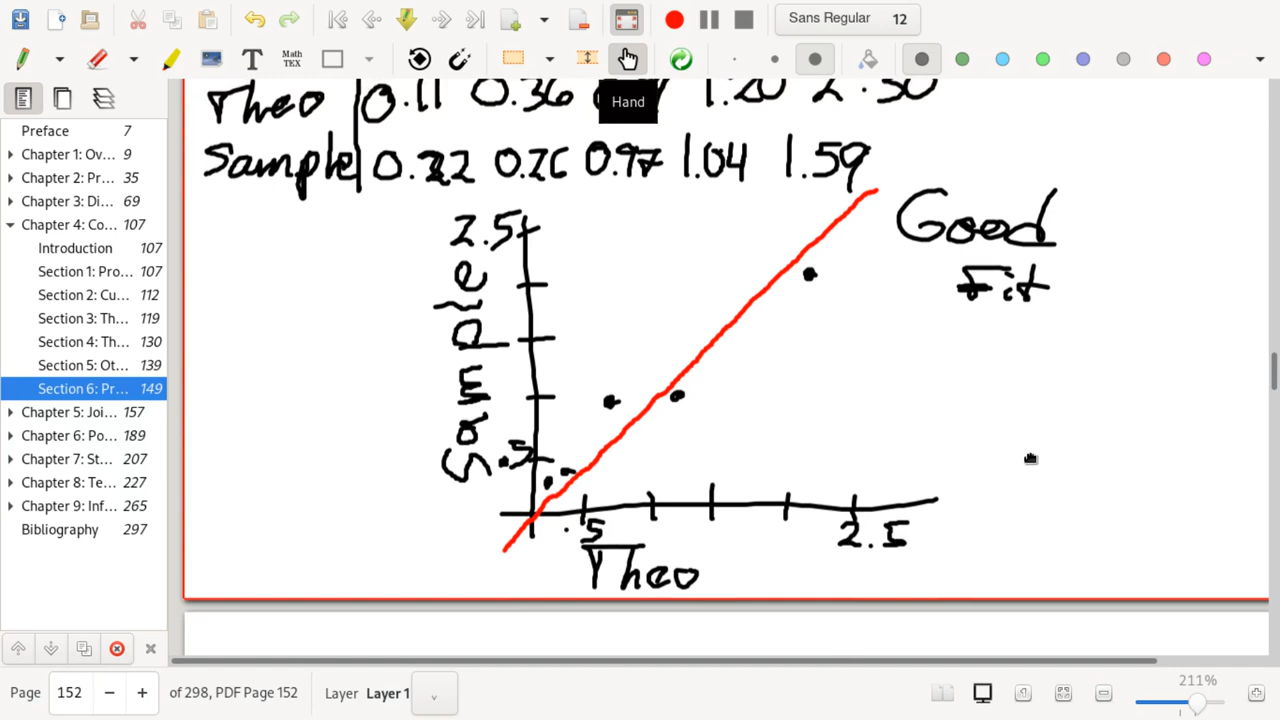 Sans Regular 12
T Math TEX
Hand
Preface 7
Chapter 1: Ov... 9
Chapter 2: Pr... 35
Chapter 3: Di... 69
Chapter 4: Co... 107
Introduction 107
Section 1: Pro... 107
Section 2: Cu... 112
Section 3: Th... 119
Section 4: Th... 130
Section 5: Ot... 139
Section 6: Pr... 149
Chapter 5: Joi... 157
Chapter 6: Po... 189
Chapter 7: St... 207
Chapter 8: Te... 227
Chapter 9: Inf... 265
Bibliography 297
Theo 0.11 0.36 1.20 2.30
Sample 0.22 0.26 0.97 1.04 1.59
Good
Fit
2.5
Sample
.5
.5 2.5
Theo
Page 152 of 298, PDF Page 152 Layer Layer 1 211%